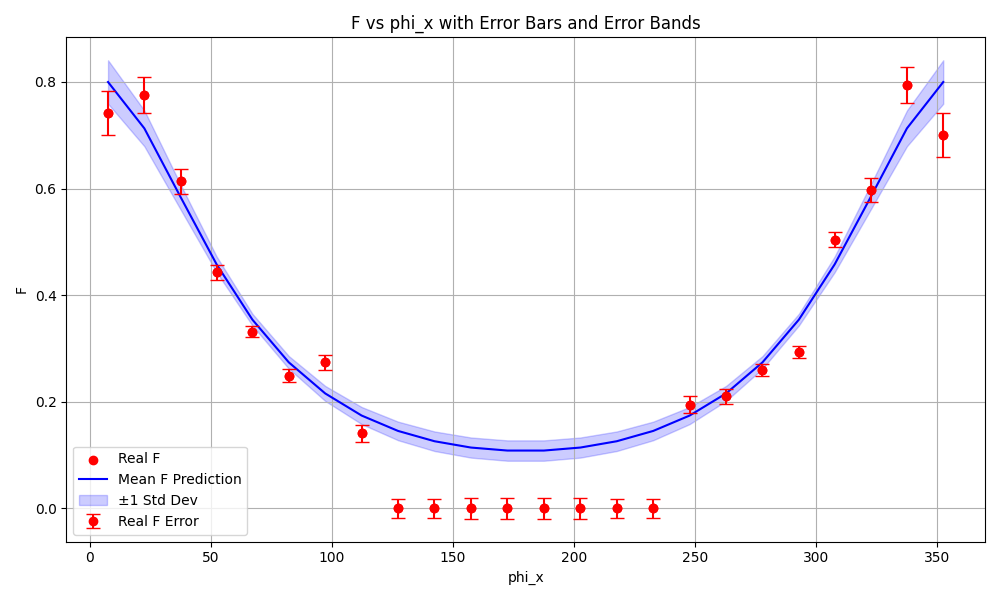 F vs phi_x with Error Bars and Error Bands
F
0.8
0.6
0.4
0.2
0.0
Real F
Mean F Prediction
±1 Std Dev
Real F Error
0 50 100 150 200 250 300 350
phi_x